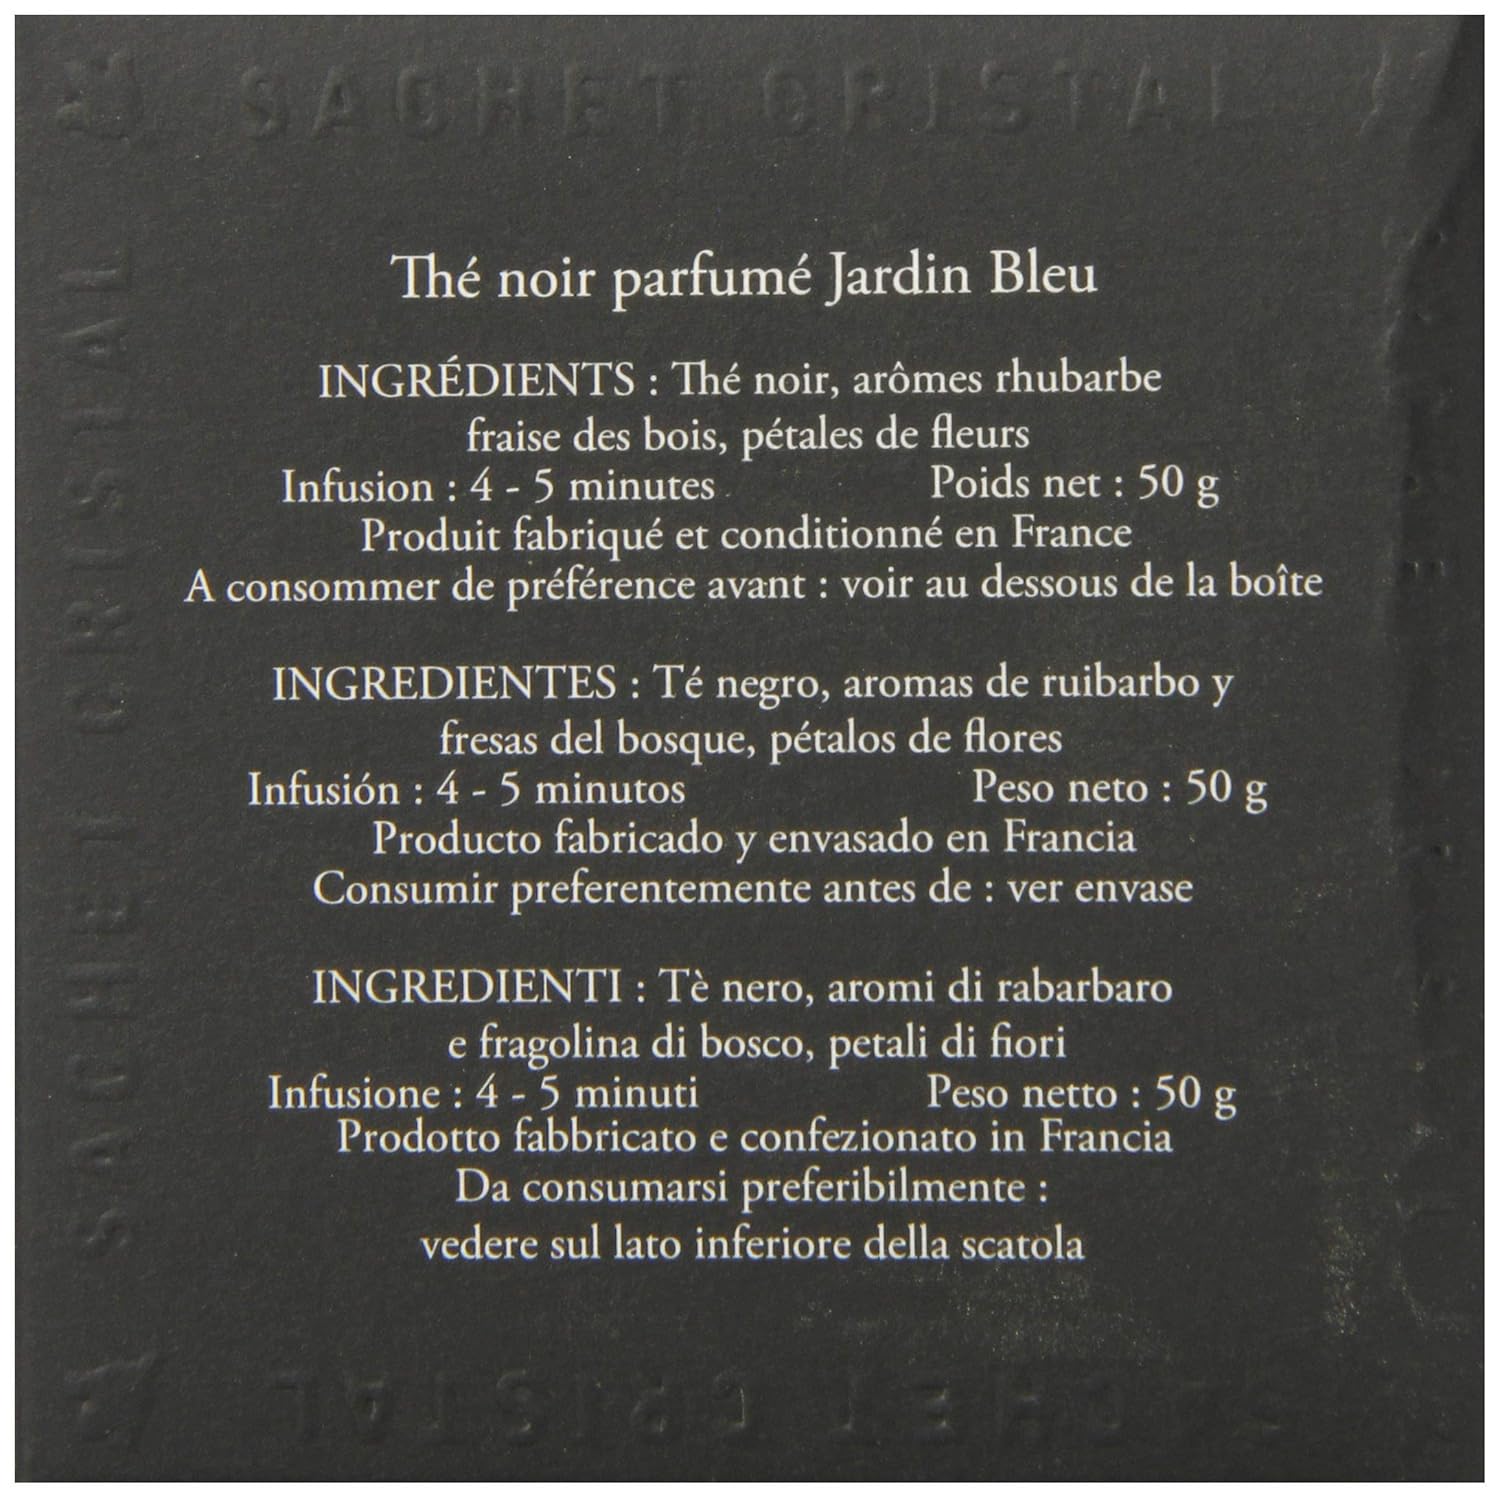 SACHET CRISTAL
Thé noir parfumé Jardin Bleu
INGRÉDIENTS : Thé noir, arômes rhubarbe
fraise des bois, pétales de fleurs
Infusion : 4 - 5 minutes Poids net : 50 g
Produit fabriqué et conditionné en France
A consommer de préférence avant : voir au dessous de la boîte
INGREDIENTES : Té negro, aromas de ruibarbo y
fresas del bosque, pétalos de flores
Infusión : 4 - 5 minutos Peso neto : 50 g
Producto fabricado y envasado en Francia
Consumir preferentemente antes de : ver envase
INGREDIENTI : Tè nero, aromi di rabarbaro
e fragolina di bosco, petali di fiori
Infusione : 4 - 5 minuti Peso netto : 50 g
Prodotto fabbricato e confezionato in Francia
Da consumarsi preferibilmente :
vedere sul lato inferiore della scatola
SACHET CRISTAL
SACHET CRISTAL